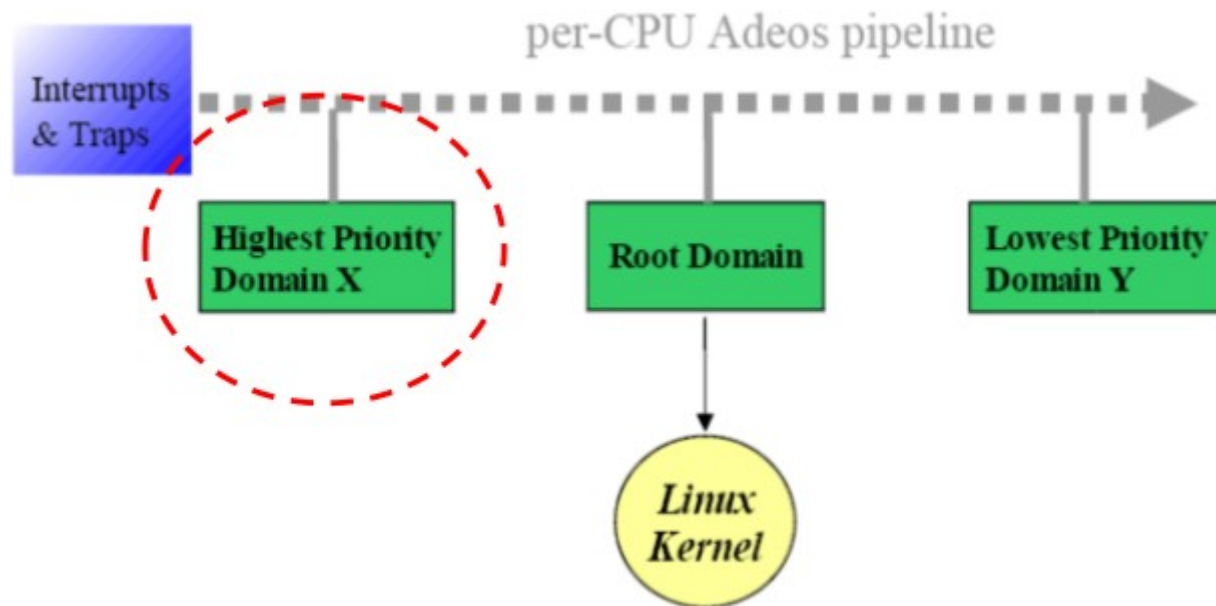 per-CPU Adeos pipeline
Interrupts
& Traps
Highest Priority
Domain X
Root Domain
Lowest Priority
Domain Y
Linux
Kernel